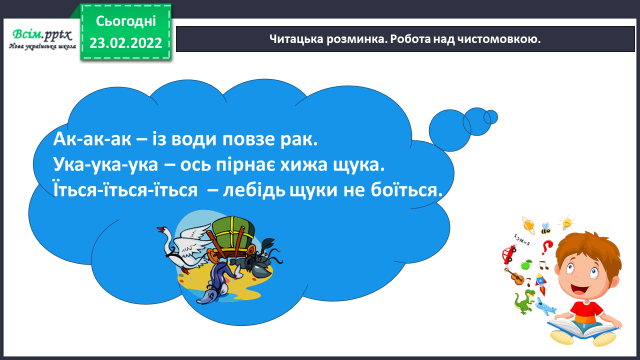 Всім.pptx
Нова українська школа
Сьогодні
23.02.2022
Читацька розминка. Робота над чистомовкою.
Ак-ак-ак – із води повзе рак.
Ука-ука-ука – ось пірнає хижа щука.
Їться-їться-їться – лебідь щуки не боїться.